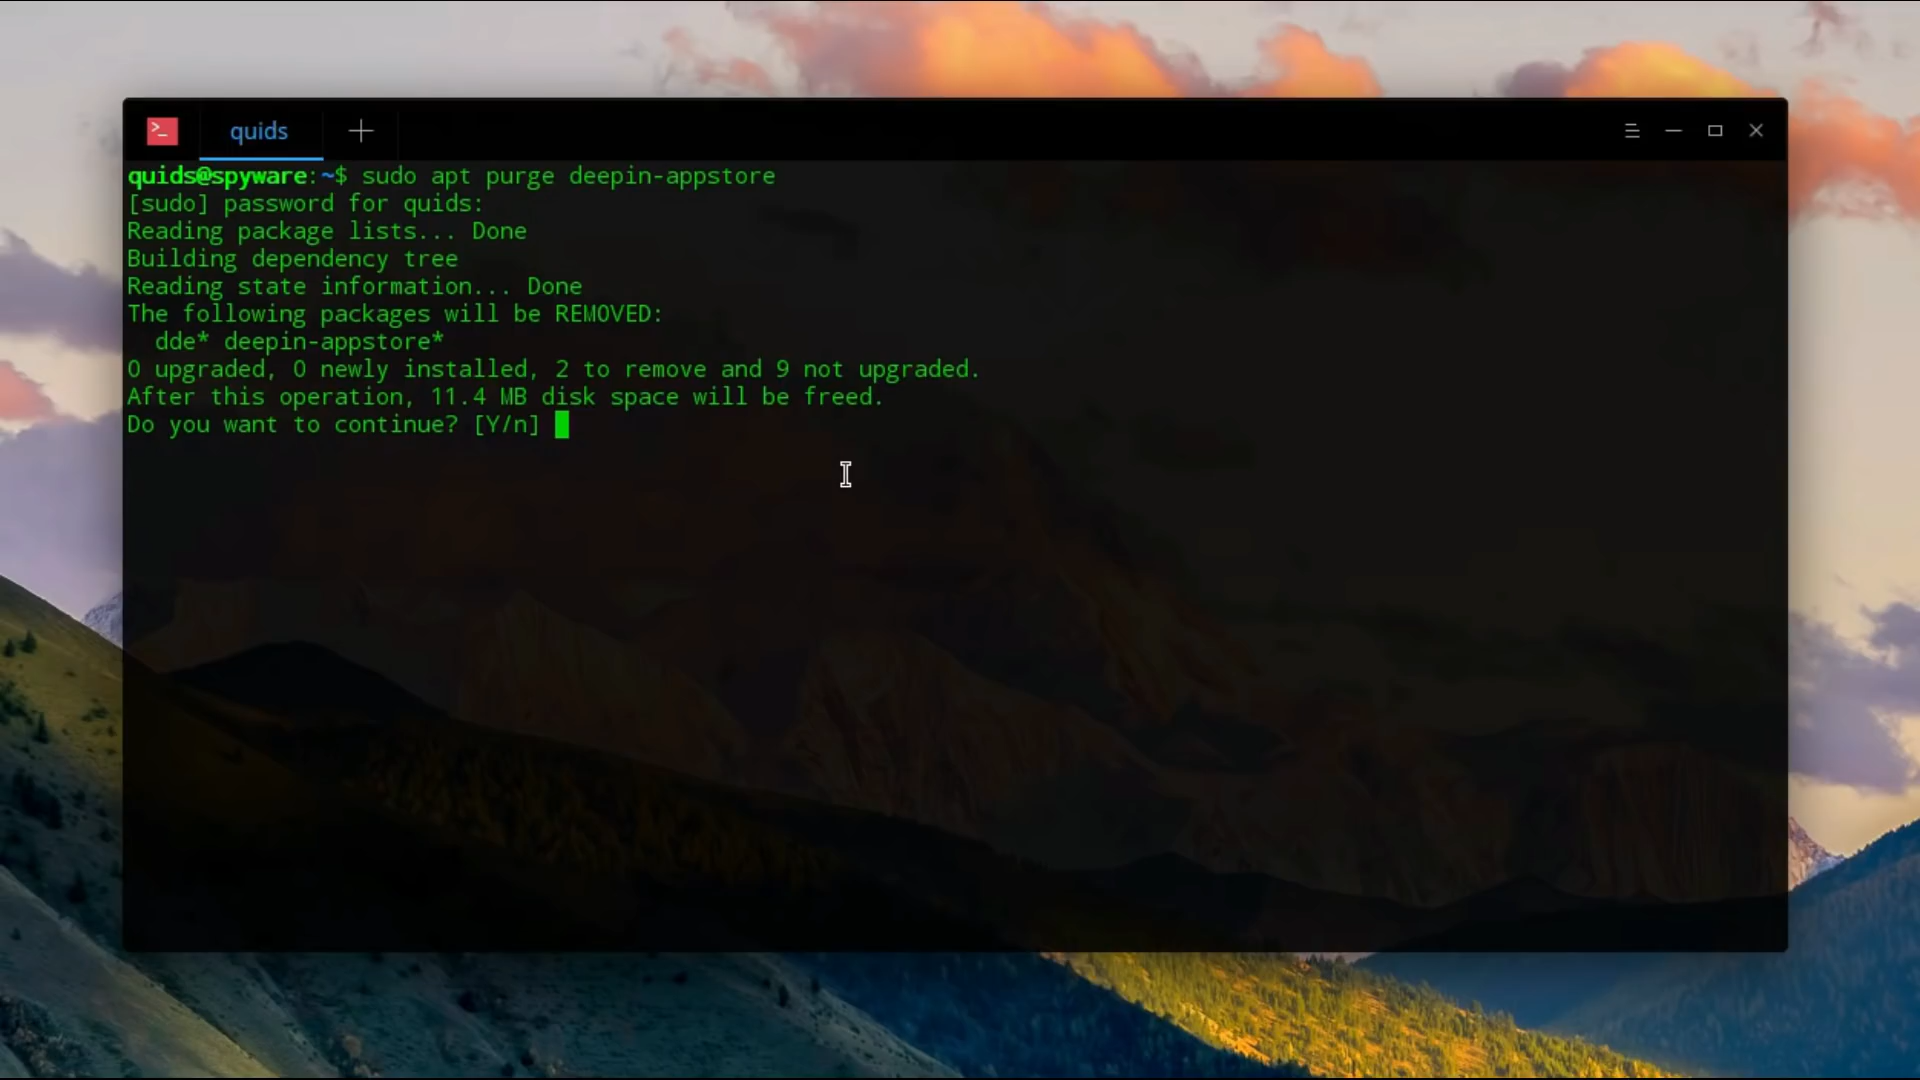 quids
quids@spyware:~$ sudo apt purge deepin-appstore
[sudo] password for quids:
Reading package lists... Done
Building dependency tree
Reading state information... Done
The following packages will be REMOVED:
  dde* deepin-appstore*
0 upgraded, 0 newly installed, 2 to remove and 9 not upgraded.
After this operation, 11.4 MB disk space will be freed.
Do you want to continue? [Y/n]